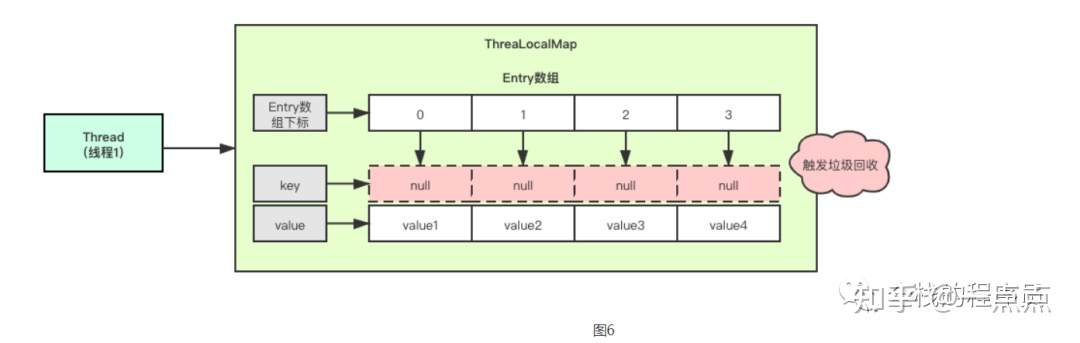 ThreaLocalMap
Entry数组
Entry数
组下标
0
1
2
3
Thread
(线程1)
触发垃圾回收
key
null
null
null
null
value
value1
value2
value3
value4
知乎 @一点点
图6